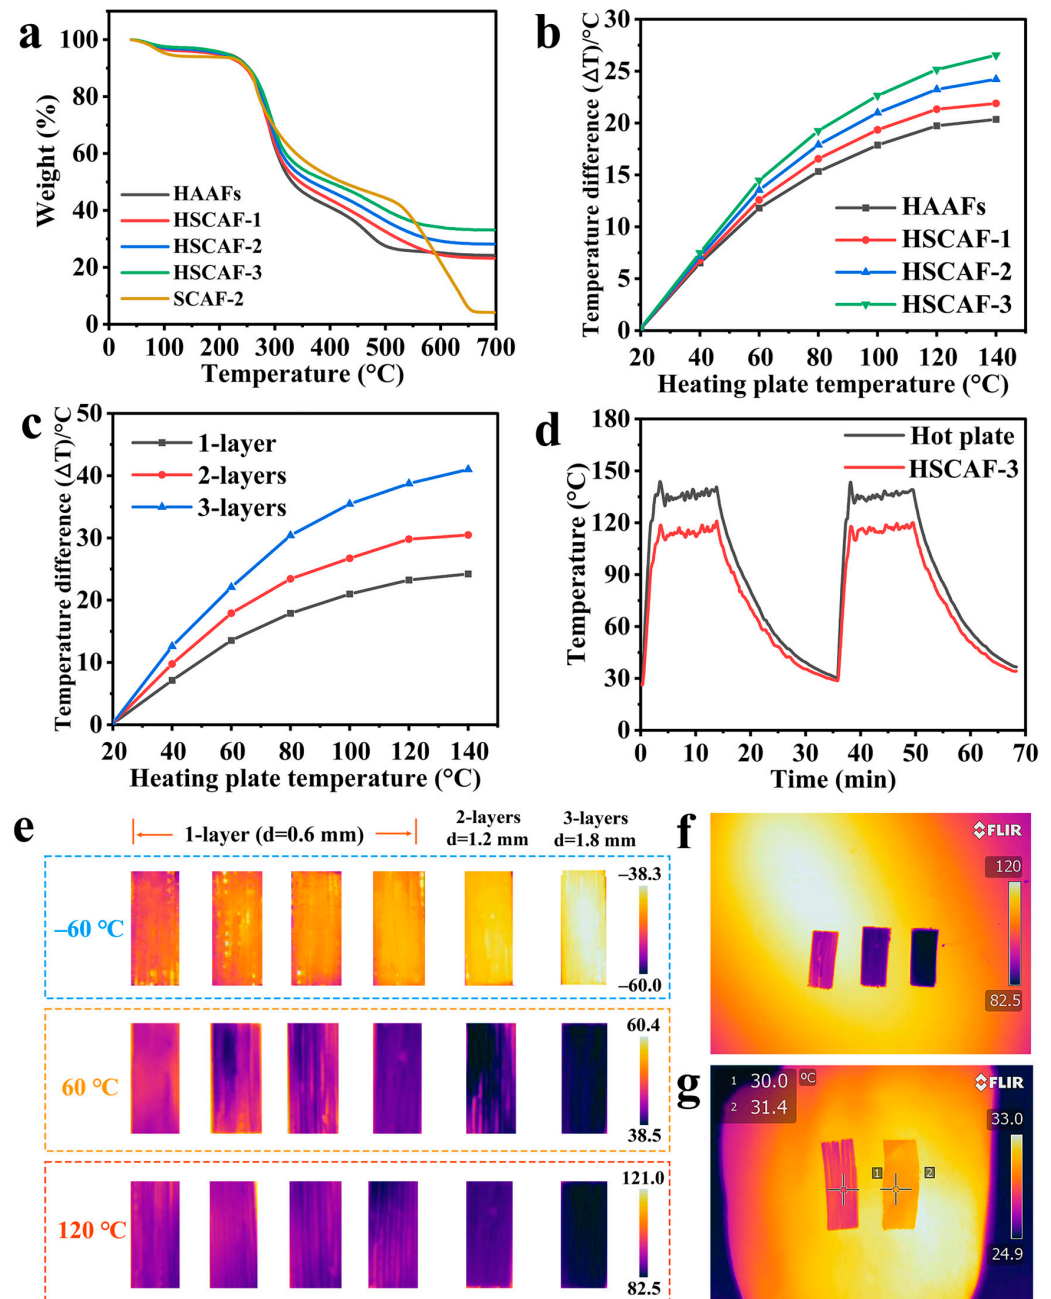 a
100
80
60
40
20
0
Weight (%)
HAAFs
HSCAF-1
HSCAF-2
HSCAF-3
SCAF-2
0 100 200 300 400 500 600 700
Temperature (°C)
b
30
25
20
15
10
5
0
Temperature difference (ΔT)/°C
HAAFs
HSCAF-1
HSCAF-2
HSCAF-3
20 40 60 80 100 120 140
Heating plate temperature (°C)
c
50
40
30
20
10
0
Temperature difference (ΔT)/°C
1-layer
2-layers
3-layers
20 40 60 80 100 120 140
Heating plate temperature (°C)
d
180
150
120
90
60
30
0
Temperature (°C)
Hot plate
HSCAF-3
0 10 20 30 40 50 60 70
Time (min)
e
1-layer (d=0.6 mm)
2-layers
d=1.2 mm
3-layers
d=1.8 mm
–60 °C
–38.3
–60.0
60 °C
60.4
38.5
120 °C
121.0
82.5
f
FLIR
120
82.5
g
1 30.0 °C
2 31.4
FLIR
33.0
24.9
1
2